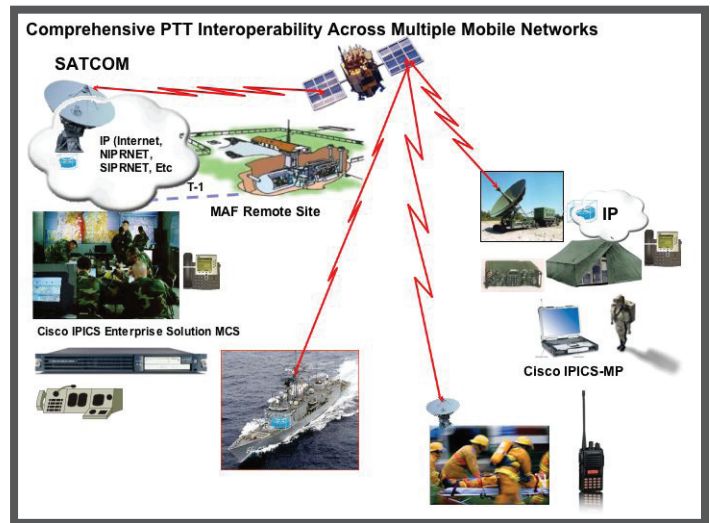 Comprehensive PTT Interoperability Across Multiple Mobile Networks
SATCOM
IP (Internet,
NIPRNET,
SIPRNET, Etc
T-1
MAF Remote Site
IP
Cisco IPICS Enterprise Solution MCS
Cisco IPICS-MP